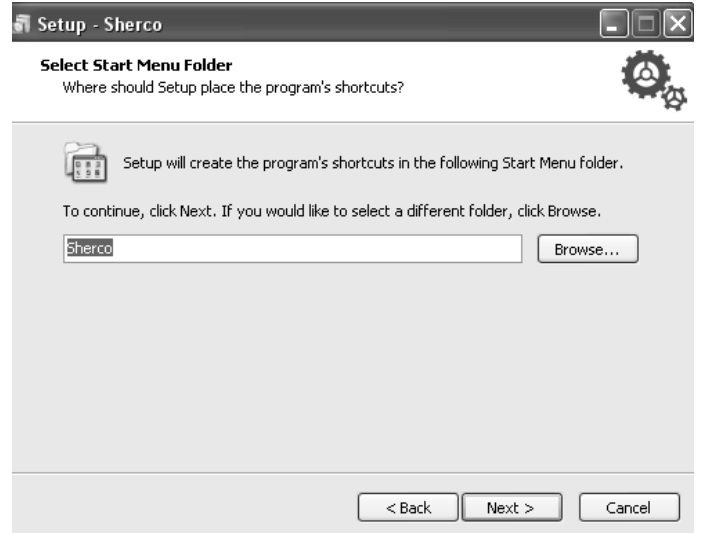 Setup - Sherco
Select Start Menu Folder
Where should Setup place the program's shortcuts?
Setup will create the program's shortcuts in the following Start Menu folder.
To continue, click Next. If you would like to select a different folder, click Browse.
Sherco
Browse...
< Back
Next >
Cancel